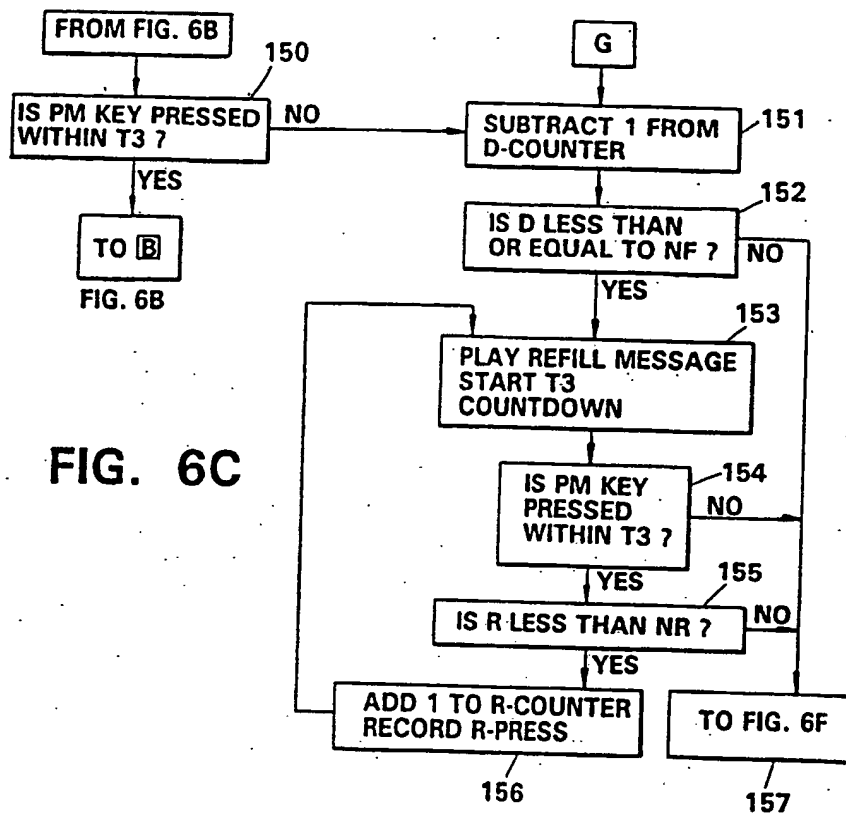 FROM FIG. 6B
150
IS PM KEY PRESSED
WITHIN T3 ?
NO
YES
TO B
FIG. 6B
G
SUBTRACT 1 FROM
D-COUNTER
151
152
IS D LESS THAN
OR EQUAL TO NF ?
NO
YES
153
PLAY REFILL MESSAGE
START T3
COUNTDOWN
FIG. 6C
154
IS PM KEY
PRESSED
WITHIN T3 ?
NO
YES
155
IS R LESS THAN NR ?
NO
YES
ADD 1 TO R-COUNTER
RECORD R-PRESS
156
TO FIG. 6F
157